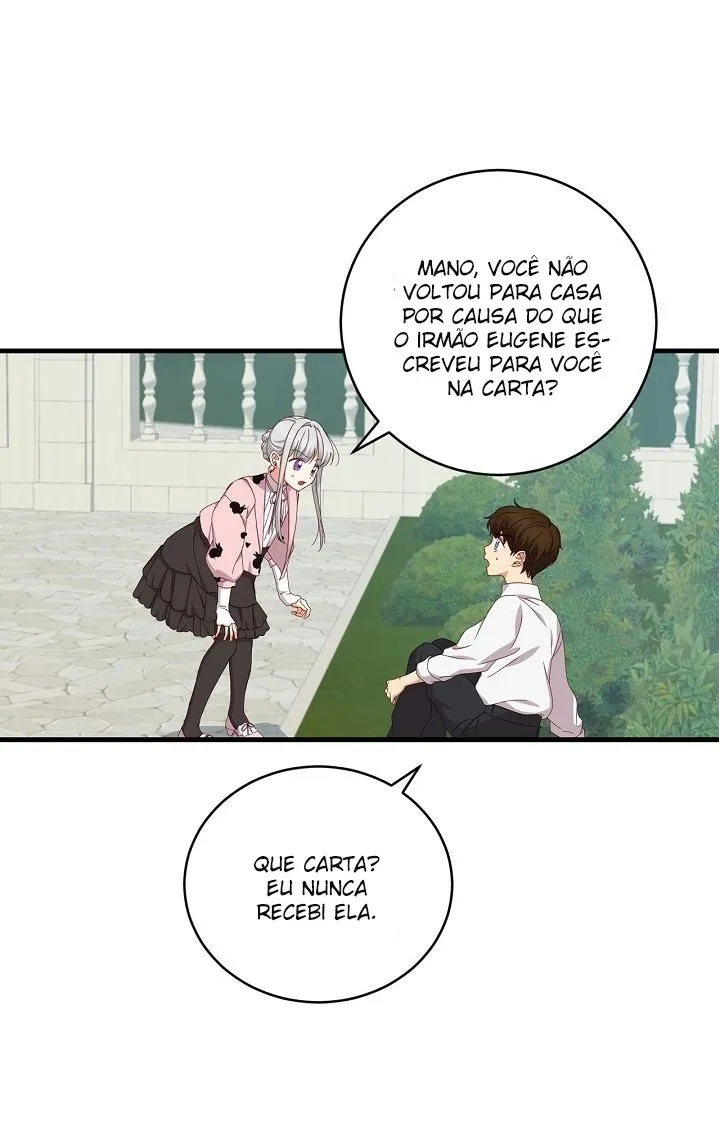 MANO, VOCÊ NÃO
VOLTOU PARA CASA
POR CAUSA DO QUE
O IRMÃO EUGENE ES-
CREVEU PARA VOCÊ
NA CARTA?
QUE CARTA?
EU NUNCA
RECEBI ELA.